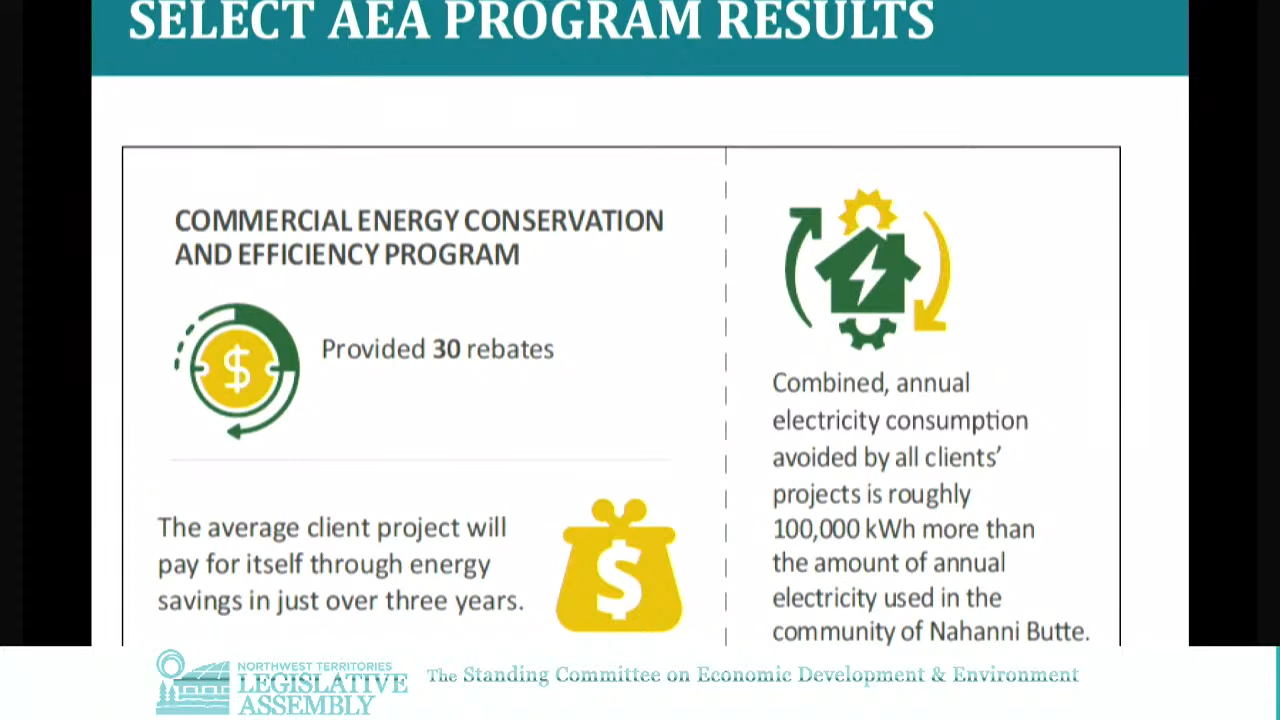 SELECT AEA PROGRAM RESULTS
COMMERCIAL ENERGY CONSERVATION
AND EFFICIENCY PROGRAM
$
Provided 30 rebates
The average client project will
pay for itself through energy
savings in just over three years.
$
Combined, annual
electricity consumption
avoided by all clients’
projects is roughly
100,000 kWh more than
the amount of annual
electricity used in the
community of Nahanni Butte.
NORTHWEST TERRITORIES
LEGISLATIVE
ASSEMBLY
The Standing Committee on Economic Development & Environment